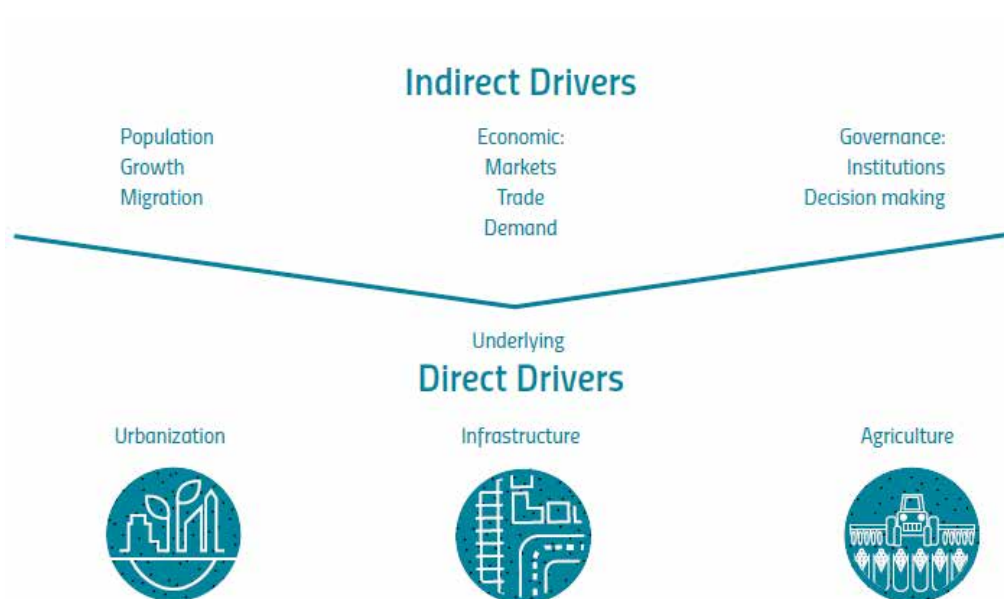 Indirect Drivers
Population
Growth
Migration
Economic:
Markets
Trade
Demand
Governance:
Institutions
Decision making
Underlying
Direct Drivers
Urbanization
Infrastructure
Agriculture